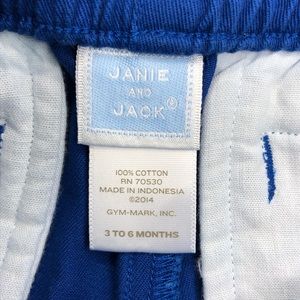 JANIE
AND
JACK®
100% COTTON
RN 70530
MADE IN INDONESIA
©2014
GYM-MARK, INC.
3 TO 6 MONTHS